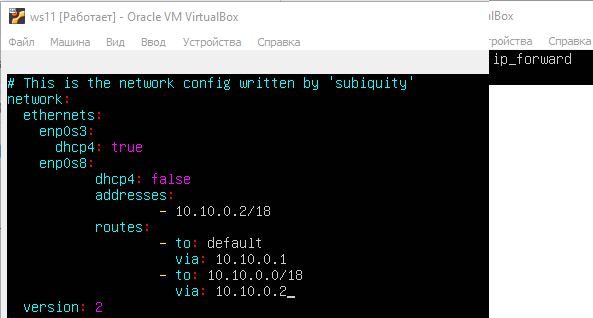 ws11 [Работает] - Oracle VM VirtualBox
Файл Машина Вид Ввод Устройства Справка
# This is the network config written by 'subiquity'
network:
  ethernets:
    enp0s3:
      dhcp4: true
    enp0s8:
           dhcp4: false
           addresses:
                   - 10.10.0.2/18
           routes:
                   - to: default
                     via: 10.10.0.1
                   - to: 10.10.0.0/18
                     via: 10.10.0.2_
  version: 2
ualBox
ройства Справка
ip_forward